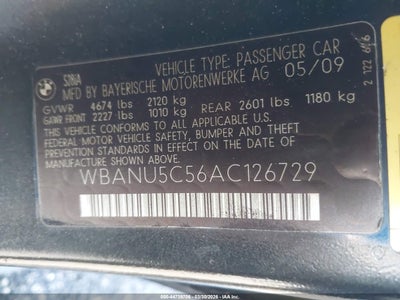 BMW
528iA
VEHICLE TYPE: PASSENGER CAR
MFD BY BAYERISCHE MOTORENWERKE AG 05/09
GVWR 4674 lbs 2120 kg
GAWR FRONT 2227 lbs 1010 kg REAR 2601 lbs 1180 kg
THIS VEHICLE CONFORMS TO ALL APPLICABLE U.S.
FEDERAL MOTOR VEHICLE SAFETY, BUMPER, AND THEFT
PREVENTION STANDARDS IN EFFECT ON THE DATE OF
MANUFACTURE SHOWN ABOVE.
WBANU5C56AC126729